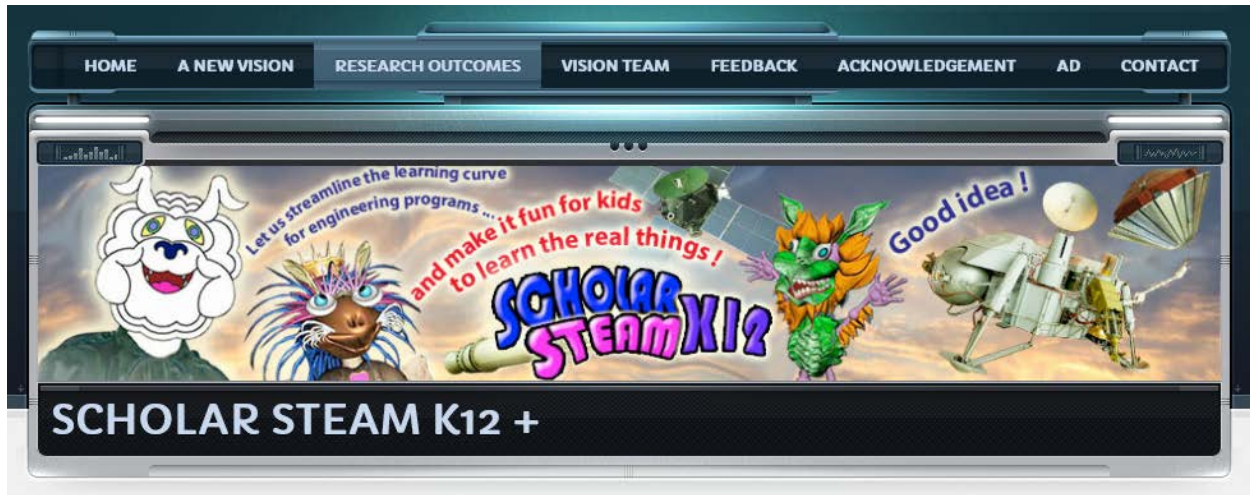 HOME A NEW VISION RESEARCH OUTCOMES VISION TEAM FEEDBACK ACKNOWLEDGEMENT AD CONTACT
Let us streamline the learning curve
for engineering programs ...
and make it fun for kids
to learn the real things !
Good idea !
SCHOLAR
STEAM K12
SCHOLAR STEAM K12 +